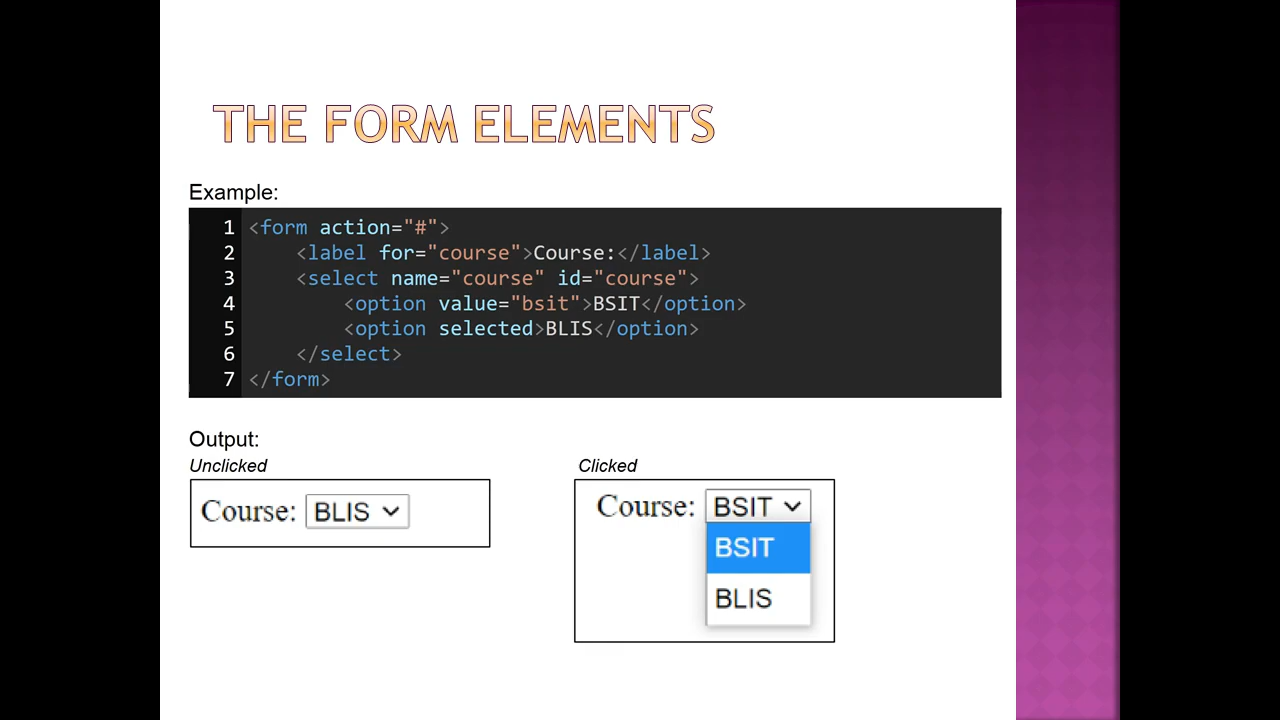 THE FORM ELEMENTS
Example:
1 <form action="#">
2     <label for="course">Course:</label>
3     <select name="course" id="course">
4         <option value="bsit">BSIT</option>
5         <option selected>BLIS</option>
6     </select>
7 </form>
Output:
Unclicked
Course: BLIS
Clicked
Course: BSIT
BSIT
BLIS